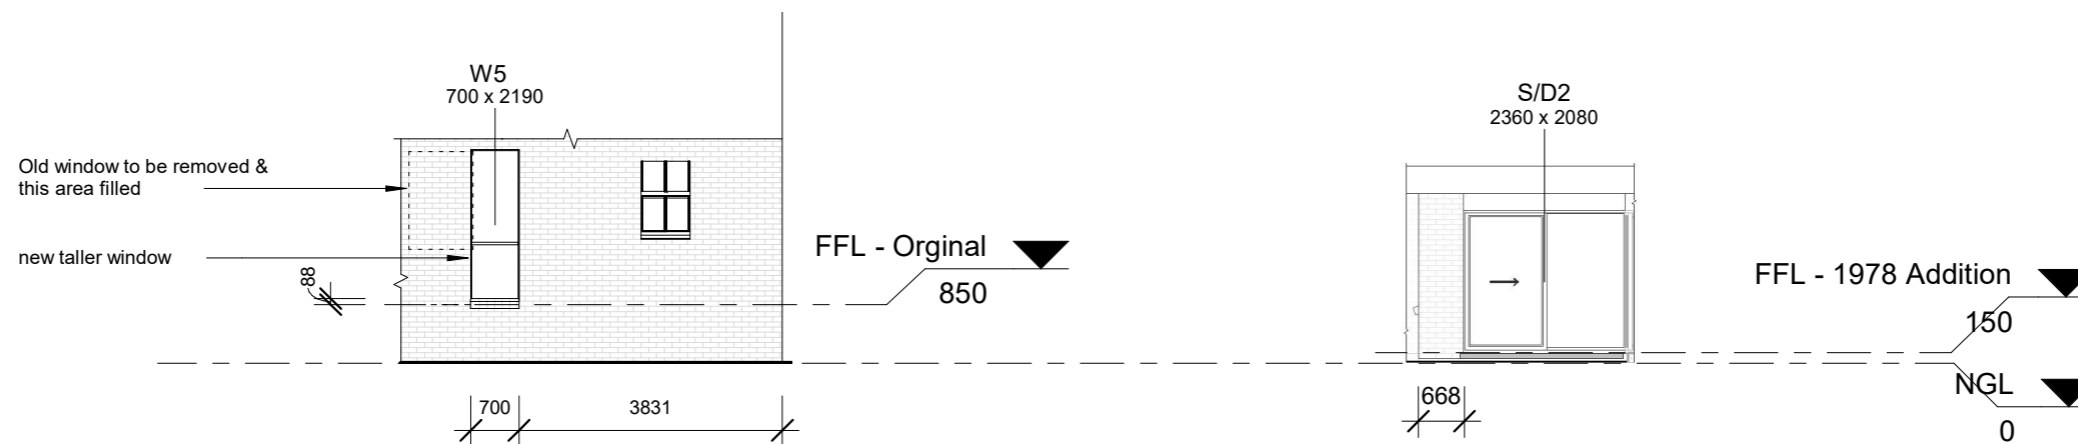 W5
700 x 2190
Old window to be removed &
this area filled
new taller window
88
FFL - Orginal
850
700
3831
S/D2
2360 x 2080
FFL - 1978 Addition
150
NGL
0
668